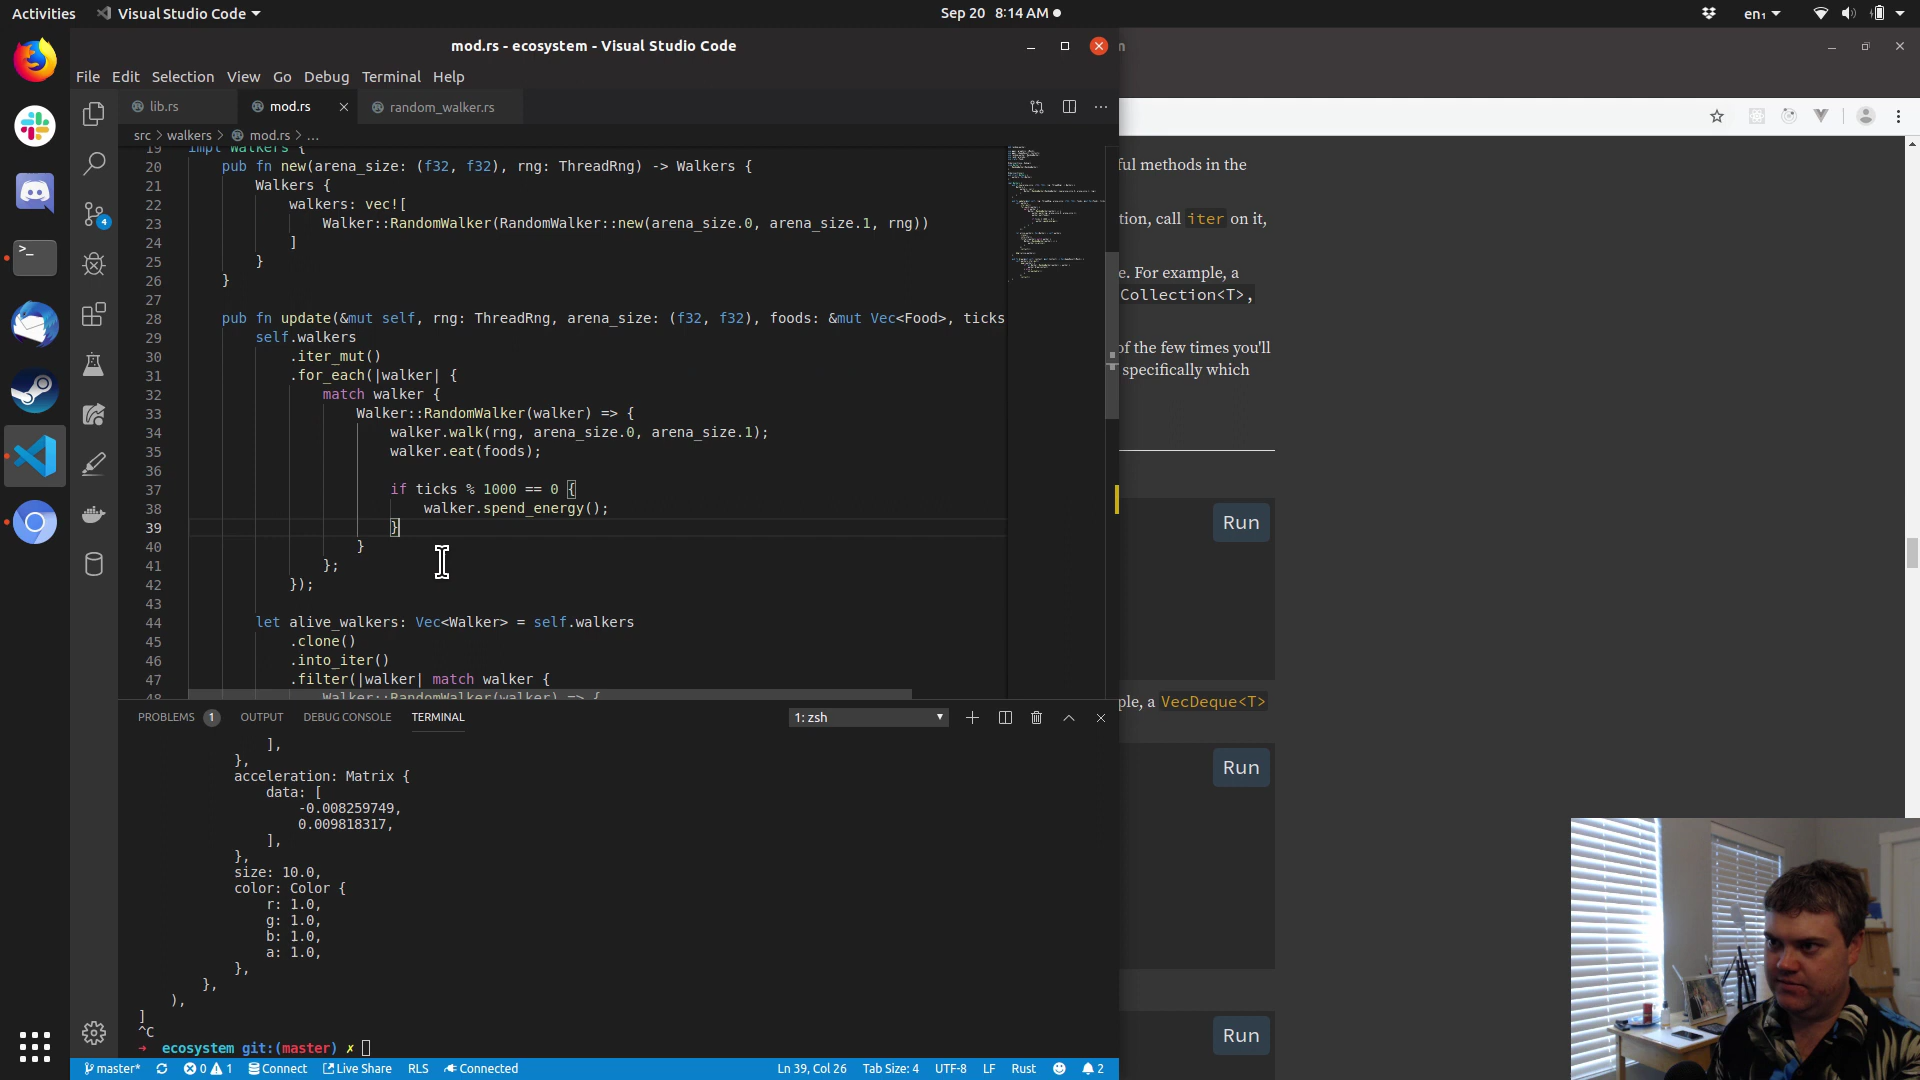 Activities
Visual Studio Code
Sep 20 8:14 AM
en₁
mod.rs - ecosystem - Visual Studio Code
File Edit Selection View Go Debug Terminal Help
lib.rs
mod.rs
random_walker.rs
src > walkers > mod.rs > ...
19 impl Walkers {
20 pub fn new(arena_size: (f32, f32), rng: ThreadRng) -> Walkers {
21 Walkers {
22 walkers: vec![
23 Walker::RandomWalker(RandomWalker::new(arena_size.0, arena_size.1, rng))
24 ]
25 }
26 }
27
28 pub fn update(&mut self, rng: ThreadRng, arena_size: (f32, f32), foods: &mut Vec<Food>, ticks
29 self.walkers
30 .iter_mut()
31 .for_each(|walker| {
32 match walker {
33 Walker::RandomWalker(walker) => {
34 walker.walk(rng, arena_size.0, arena_size.1);
35 walker.eat(foods);
36
37 if ticks % 1000 == 0 {
38 walker.spend_energy();
39 }
40 }
41 };
42 });
43
44 let alive_walkers: Vec<Walker> = self.walkers
45 .clone()
46 .into_iter()
47 .filter(|walker| match walker {
48 Walker::RandomWalker(walker) => {
4
PROBLEMS 1 OUTPUT DEBUG CONSOLE TERMINAL
1: zsh
],
},
acceleration: Matrix {
data: [
-0.008259749,
0.009818317,
],
},
size: 10.0,
color: Color {
r: 1.0,
g: 1.0,
b: 1.0,
a: 1.0,
},
},
),
]
^C
→ ecosystem git:(master) ✗
master* 0 1 Connect Live Share RLS Connected
Ln 39, Col 26 Tab Size: 4 UTF-8 LF Rust 2
ful methods in the
tion, call iter on it,
e. For example, a
Collection<T>,
of the few times you'll
specifically which
Run
ple, a VecDeque<T>
Run
Run